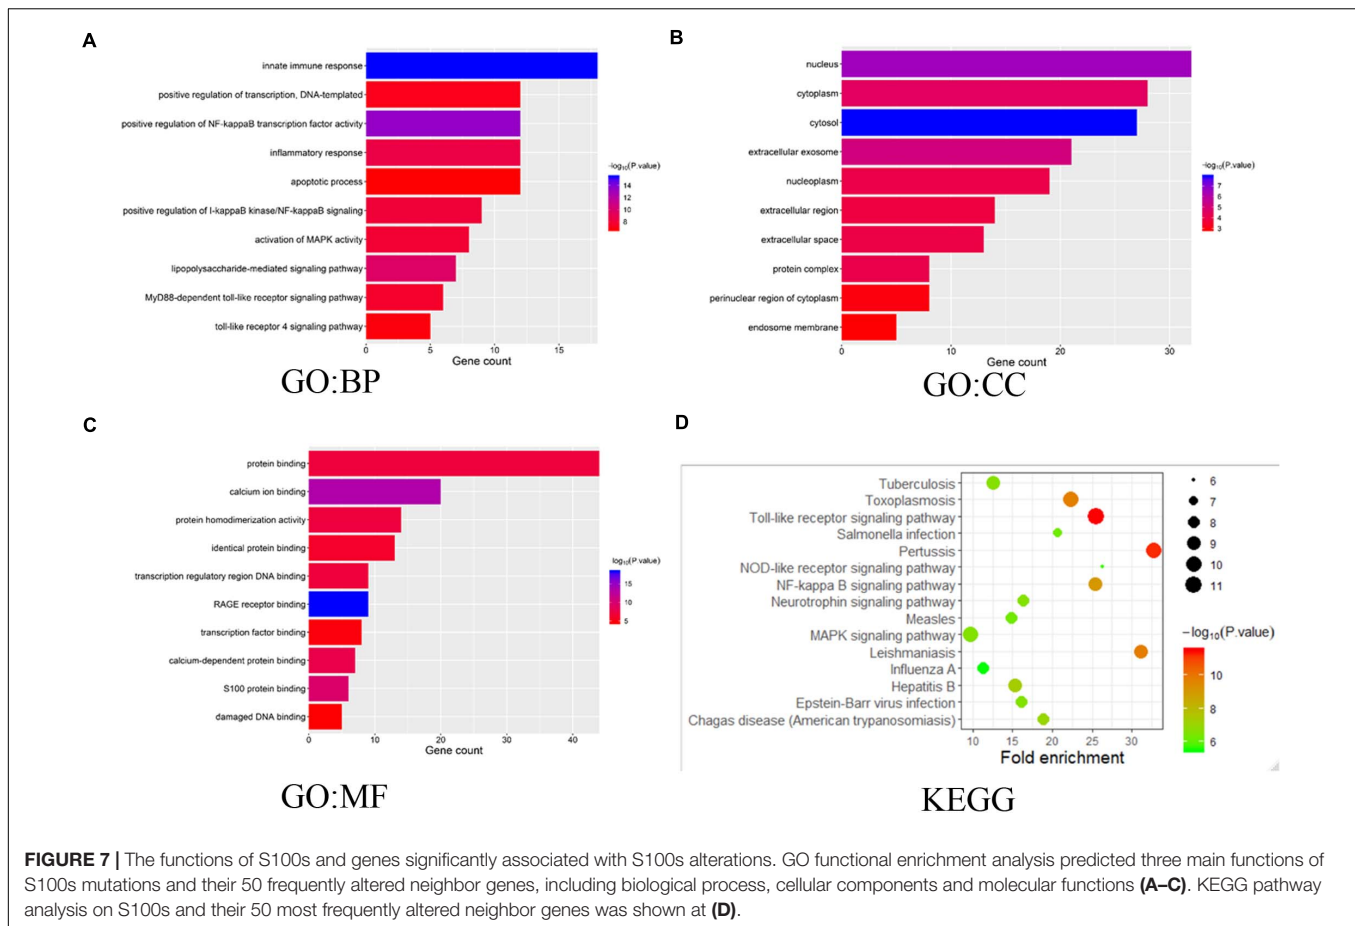 A
innate immune response
positive regulation of transcription, DNA-templated
positive regulation of NF-kappaB transcription factor activity
inflammatory response
apoptotic process
positive regulation of I-kappaB kinase/NF-kappaB signaling
activation of MAPK activity
lipopolysaccharide-mediated signaling pathway
MyD88-dependent toll-like receptor signaling pathway
toll-like receptor 4 signaling pathway
0 5 10 15
Gene count
-log10(P.value)
14
12
10
8
GO:BP
B
nucleus
cytoplasm
cytosol
extracellular exosome
nucleoplasm
extracellular region
extracellular space
protein complex
perinuclear region of cytoplasm
endosome membrane
0 10 20 30
Gene count
-log10(P.value)
7
6
5
4
3
GO:CC
C
protein binding
calcium ion binding
protein homodimerization activity
identical protein binding
transcription regulatory region DNA binding
RAGE receptor binding
transcription factor binding
calcium-dependent protein binding
S100 protein binding
damaged DNA binding
0 10 20 30 40
Gene count
log10(P.value)
15
10
5
GO:MF
D
Tuberculosis
Toxoplasmosis
Toll-like receptor signaling pathway
Salmonella infection
Pertussis
NOD-like receptor signaling pathway
NF-kappa B signaling pathway
Neurotrophin signaling pathway
Measles
MAPK signaling pathway
Leishmaniasis
Influenza A
Hepatitis B
Epstein-Barr virus infection
Chagas disease (American trypanosomiasis)
10 15 20 25 30
Fold enrichment
6
7
8
9
10
11
-log10(P.value)
10
8
6
KEGG
FIGURE 7 | The functions of S100s and genes significantly associated with S100s alterations. GO functional enrichment analysis predicted three main functions of
S100s mutations and their 50 frequently altered neighbor genes, including biological process, cellular components and molecular functions (A–C). KEGG pathway
analysis on S100s and their 50 most frequently altered neighbor genes was shown at (D).